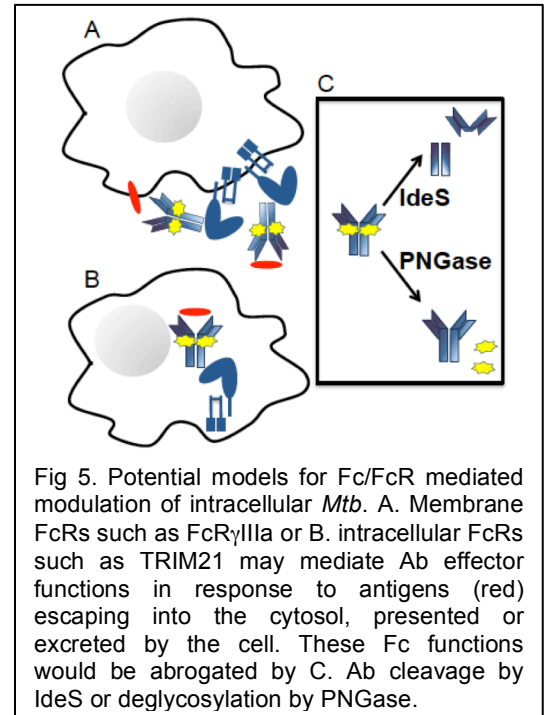 A
C
IdeS
PNGase
B
Fig 5. Potential models for Fc/FcR mediated
modulation of intracellular Mtb. A. Membrane
FcRs such as FcRγIIIa or B. intracellular FcRs
such as TRIM21 may mediate Ab effector
functions in response to antigens (red)
escaping into the cytosol, presented or
excreted by the cell. These Fc functions
would be abrogated by C. Ab cleavage by
IdeS or deglycosylation by PNGase.